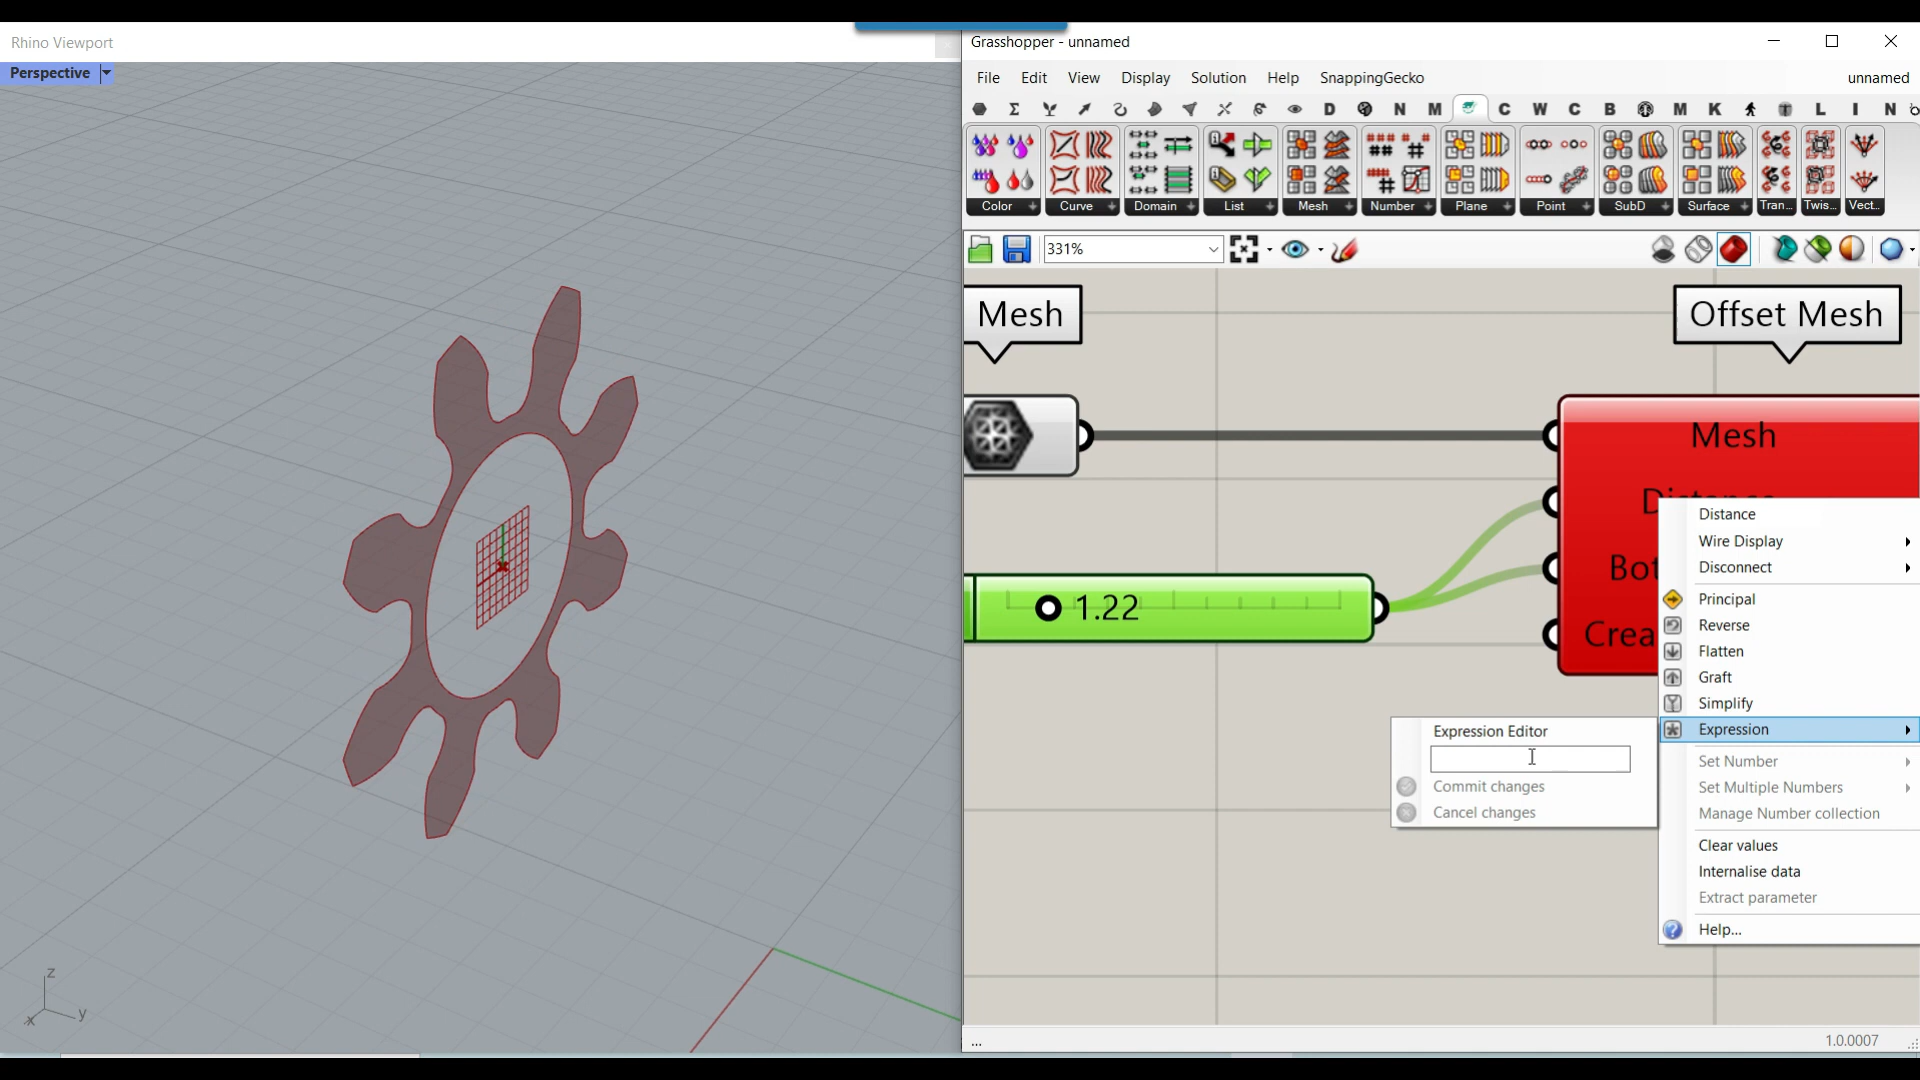 Rhino Viewport
Perspective
z
x
y
Grasshopper - unnamed
File Edit View Display Solution Help SnappingGecko unnamed
D N M C W C B M K L I N
Color Curve Domain List Mesh Number Plane Point SubD Surface Tran... Twis... Vect...
331%
Mesh
Offset Mesh
Mesh
1.22
Distance
Wire Display
Disconnect
Principal
Reverse
Flatten
Graft
Simplify
Expression
Set Number
Set Multiple Numbers
Manage Number collection
Clear values
Internalise data
Extract parameter
Help...
Expression Editor
Commit changes
Cancel changes
...
1.0.0007